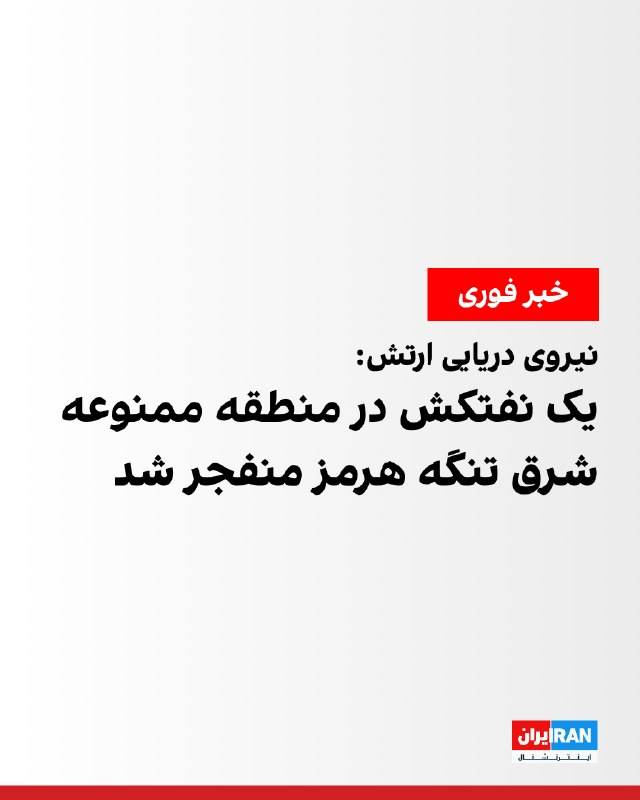 خبر فوری
نیروی دریایی ارتش:
یک نفتکش در منطقه ممنوعه
شرق تنگه هرمز منفجر شد
ایران IRAN
اینترنشنال